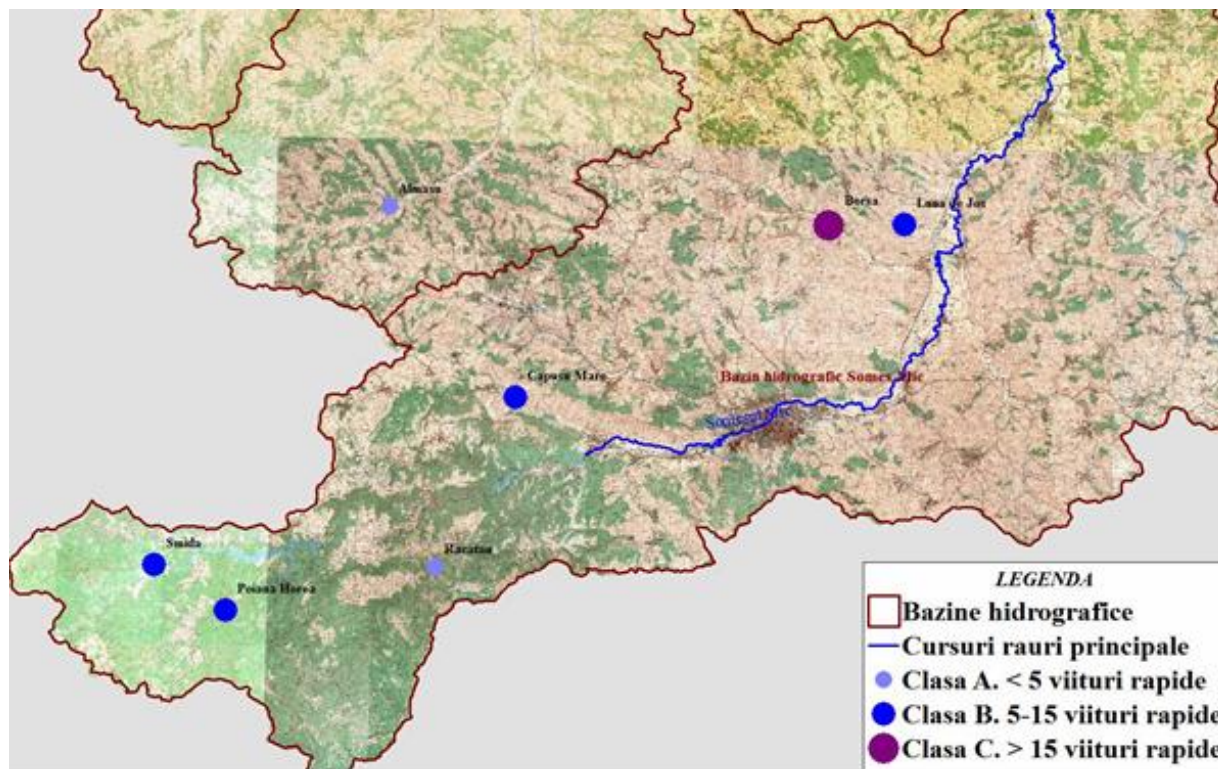 Almasu
Borsa
Luna de Jos
Capusu Mare
Bazin hidrografic Somes Mic
Somesul Mic
Smida
Poiana Horea
Racatau
LEGENDA
Bazine hidrografice
Cursuri rauri principale
Clasa A. < 5 viituri rapide
Clasa B. 5-15 viituri rapide
Clasa C. > 15 viituri rapide